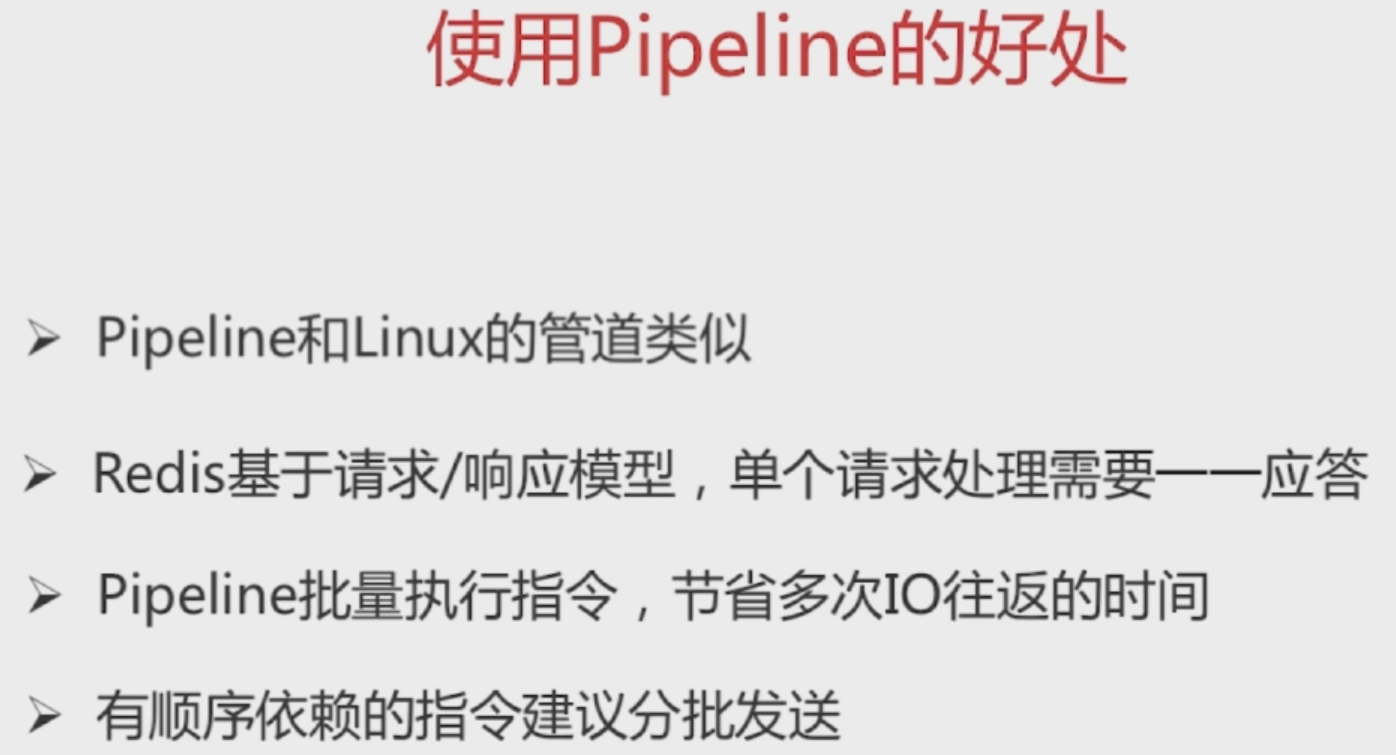 使用Pipeline的好处
Pipeline和Linux的管道类似
Redis基于请求/响应模型，单个请求处理需要一一应答
Pipeline批量执行指令，节省多次IO往返的时间
有顺序依赖的指令建议分批发送